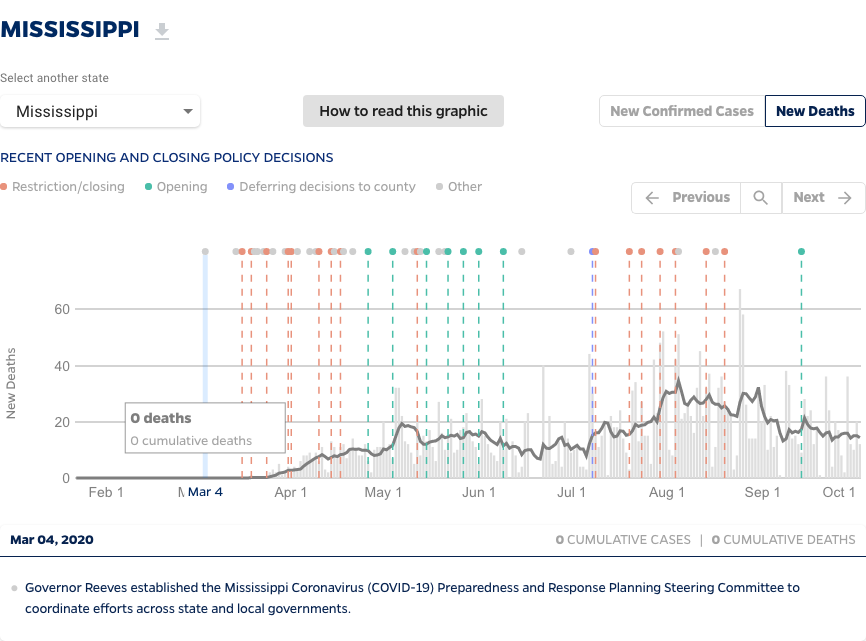 MISSISSIPPI
Select another state
Mississippi
How to read this graphic
New Confirmed Cases
New Deaths
RECENT OPENING AND CLOSING POLICY DECISIONS
Restriction/closing
Opening
Deferring decisions to county
Other
Previous
Next
New Deaths
60
40
20
0
0 deaths
0 cumulative deaths
Feb 1
M
Mar 4
Apr 1
May 1
Jun 1
Jul 1
Aug 1
Sep 1
Oct 1
Mar 04, 2020
0 CUMULATIVE CASES | 0 CUMULATIVE DEATHS
Governor Reeves established the Mississippi Coronavirus (COVID-19) Preparedness and Response Planning Steering Committee to
coordinate efforts across state and local governments.